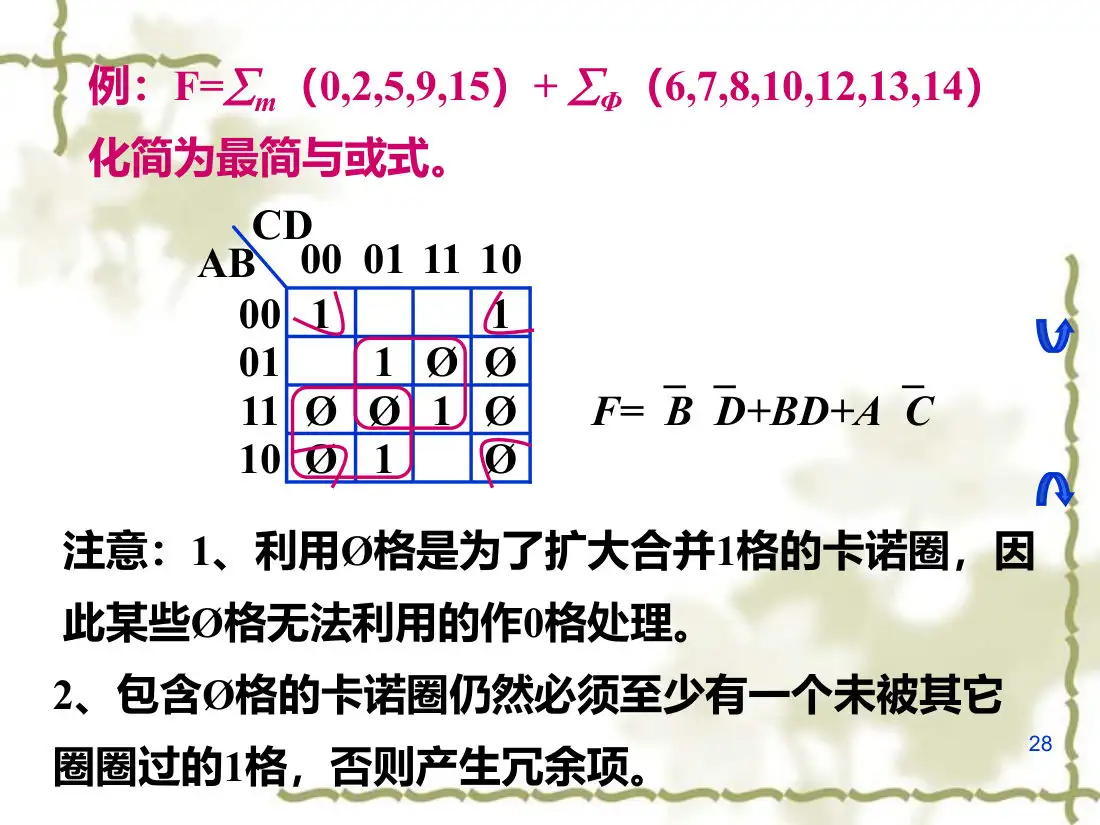 例：F=∑m（0,2,5,9,15）+ ∑Φ（6,7,8,10,12,13,14）
化简为最简与或式。
CD
AB 00 01 11 10
00 1 1
01 1 Ø Ø
11 Ø Ø 1 Ø
10 Ø 1 Ø
F= B̅ D̅+BD+A C̅
注意：1、利用Ø格是为了扩大合并1格的卡诺圈，因
此某些Ø格无法利用的作0格处理。
2、包含Ø格的卡诺圈仍然必须至少有一个未被其它
圈圈过的1格，否则产生冗余项。
28